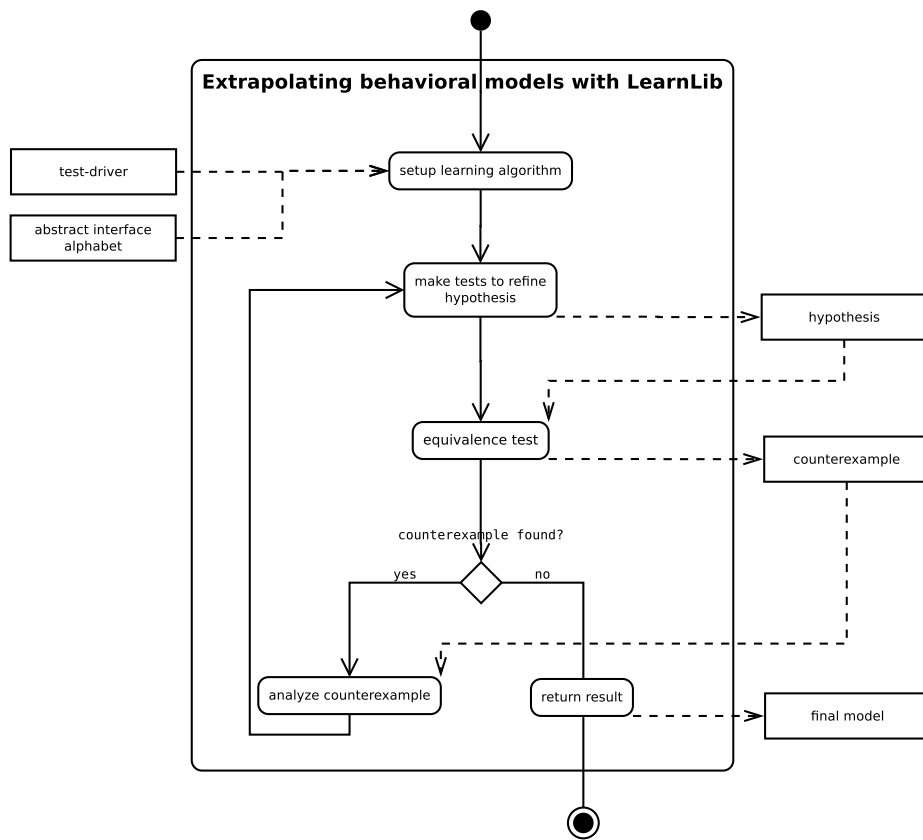 Extrapolating behavioral models with LearnLib
test-driver
setup learning algorithm
abstract interface
alphabet
make tests to refine
hypothesis
hypothesis
equivalence test
counterexample
counterexample found?
yes
no
analyze counterexample
return result
final model